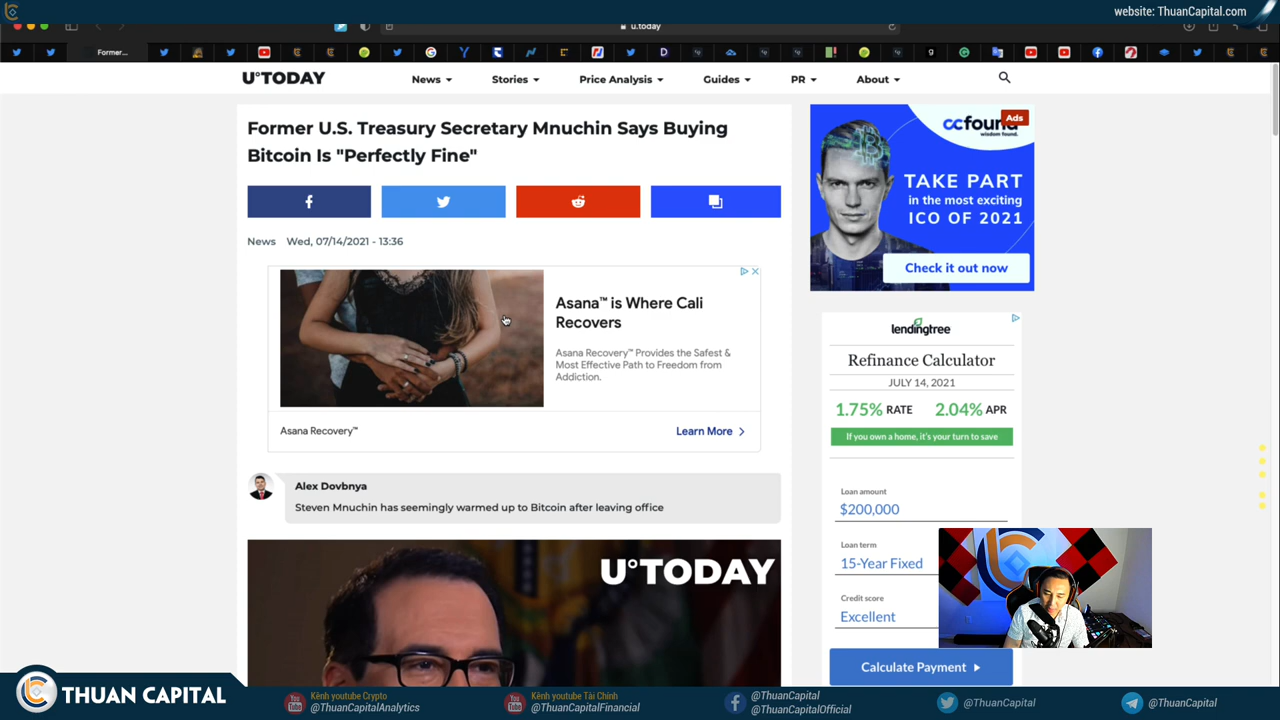 website: ThuanCapital.com
u.today
Former...
U°TODAY
News
Stories
Price Analysis
Guides
PR
About
Former U.S. Treasury Secretary Mnuchin Says Buying
Bitcoin Is "Perfectly Fine"
News Wed, 07/14/2021 - 13:36
Asana™ is Where Cali
Recovers
Asana Recovery™ Provides the Safest &
Most Effective Path to Freedom from
Addiction.
Asana Recovery™
Learn More
Alex Dovbnya
Steven Mnuchin has seemingly warmed up to Bitcoin after leaving office
U°TODAY
Ads
ccfound
wisdom found.
TAKE PART
in the most exciting
ICO OF 2021
Check it out now
lendingtree
Refinance Calculator
JULY 14, 2021
1.75% RATE 2.04% APR
If you own a home, it's your turn to save
Loan amount
$200,000
Loan term
15-Year Fixed
Credit score
Excellent
Calculate Payment
THUAN CAPITAL
Kênh youtube Crypto
@ThuanCapitalAnalytics
Kênh youtube Tài Chính
@ThuanCapitalFinancial
@ThuanCapital
@ThuanCapitalOfficial
@ThuanCapital
@ThuanCapital